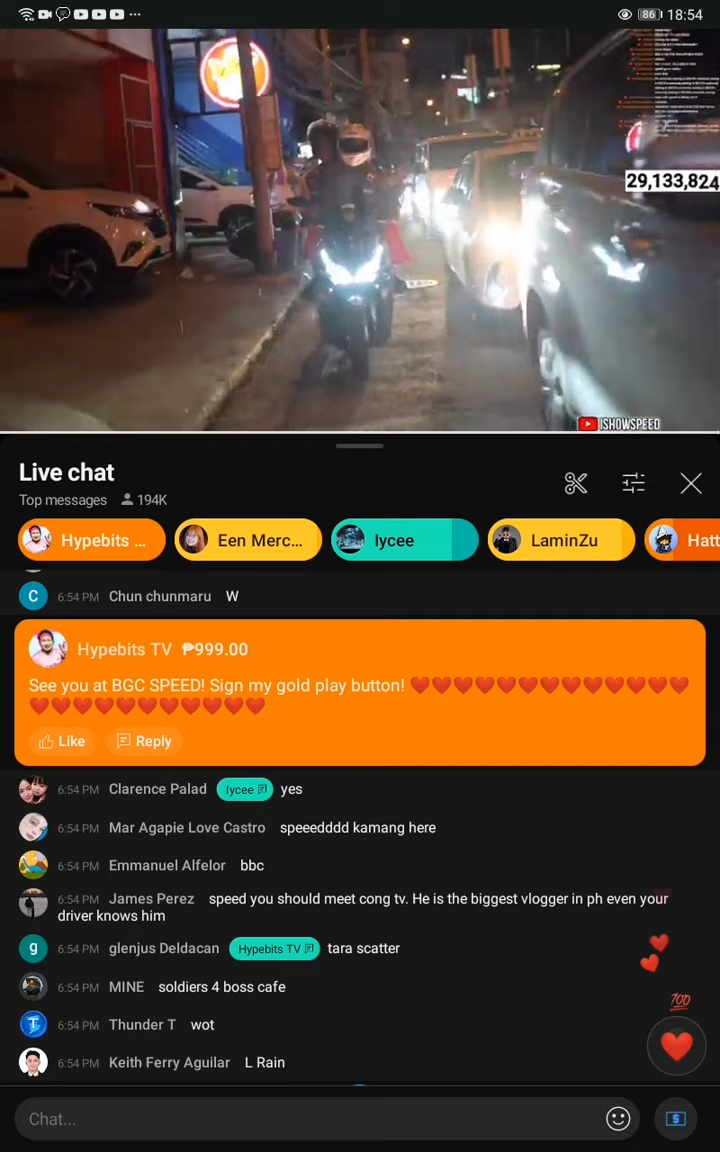 86 18:54
29,133,824
ISHOWSPEED
Live chat
Top messages 194K
Hypebits ... Een Merc... lycee LaminZu Hatt
C 6:54 PM Chun chunmaru W
Hypebits TV ₱999.00
See you at BGC SPEED! Sign my gold play button! ❤️❤️❤️❤️❤️❤️❤️❤️❤️❤️❤️❤️❤️
❤️❤️❤️❤️❤️❤️❤️❤️❤️❤️❤️
Like Reply
6:54 PM Clarence Palad lycee yes
6:54 PM Mar Agapie Love Castro speeedddd kamang here
6:54 PM Emmanuel Alfelor bbc
6:54 PM James Perez speed you should meet cong tv. He is the biggest vlogger in ph even your
driver knows him
g 6:54 PM glenjus Deldacan Hypebits TV tara scatter
6:54 PM MINE soldiers 4 boss cafe
6:54 PM Thunder T wot
100
6:54 PM Keith Ferry Aguilar L Rain
Chat...